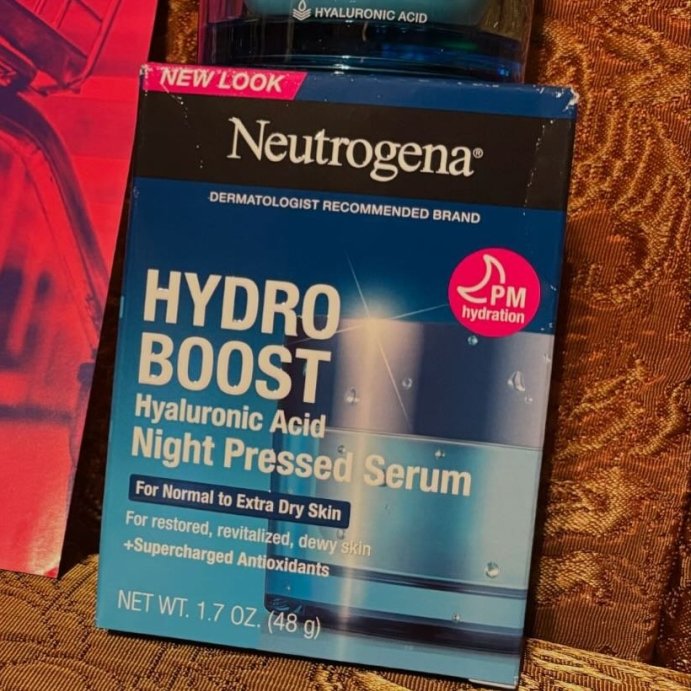 HYALURONIC ACID
NEW LOOK
Neutrogena®
DERMATOLOGIST RECOMMENDED BRAND
PM
hydration
HYDRO
BOOST
Hyaluronic Acid
Night Pressed Serum
For Normal to Extra Dry Skin
For restored, revitalized, dewy skin
+Supercharged Antioxidants
NET WT. 1.7 OZ. (48 g)